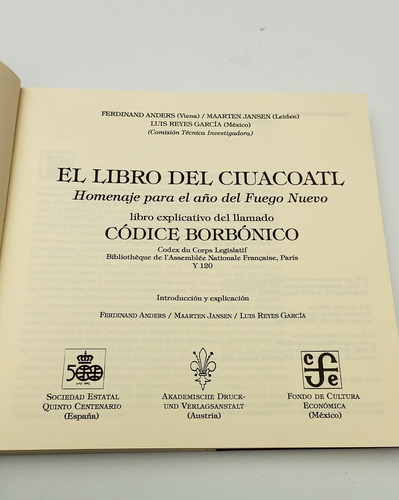 FERDINAND ANDERS (Viena) / MAARTEN JANSEN (Leiden)
LUIS REYES GARCÍA (México)
(Comisión Técnica Investigadora)
EL LIBRO DEL CIUACOATL
Homenaje para el año del Fuego Nuevo
libro explicativo del llamado
CÓDICE BORBÓNICO
Codex du Corps Legislatif
Bibliothèque de l'Assemblée Nationale Française, Paris
Y 120
Introducción y explicación
FERDINAND ANDERS / MAARTEN JANSEN / LUIS REYES GARCÍA
500
cfe
SOCIEDAD ESTATAL
QUINTO CENTENARIO
(España)
AKADEMISCHE DRUCK-
UND VERLAGSANSTALT
(Austria)
FONDO DE CULTURA
ECONÓMICA
(México)